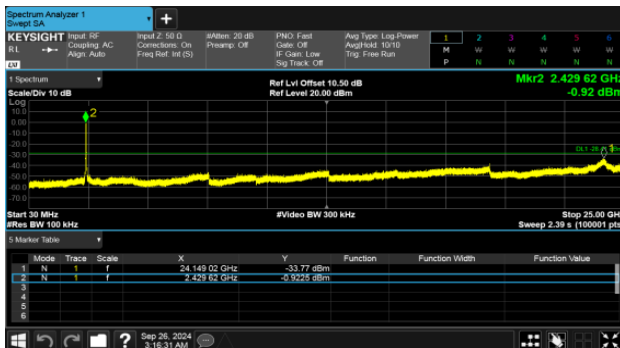 Spectrum Analyzer 1
Swept SA
+
KEYSIGHT
RL
LXI
Input: RF
Coupling: AC
Align: Auto
Input Z: 50 Ω
Corrections: On
Freq Ref: Int (S)
#Atten: 20 dB
Preamp: Off
PNO: Fast
Gate: Off
IF Gain: Low
Sig Track: Off
Avg Type: Log-Power
Avg|Hold: 10/10
Trig: Free Run
1 2 3 4 5 6
M W W W W W
P N N N N N
1 Spectrum
Scale/Div 10 dB
Ref Lvl Offset 10.50 dB
Ref Level 20.00 dBm
Mkr2 2.429 62 GHz
-0.92 dBm
Log
10.0
0.00
-10.0
-20.0
-30.0
-40.0
-50.0
-60.0
-70.0
2
1
Start 30 MHz
#Res BW 100 kHz
#Video BW 300 kHz
Stop 25.00 GHz
Sweep 2.39 s (100001 pts)
5 Marker Table
Mode Trace Scale X Y Function Function Width Function Value
1 N 1 f 24.149 02 GHz -33.77 dBm
2 N 1 f 2.429 62 GHz -0.9225 dBm
3
4
5
6
?
Sep 26, 2024
3:16:31 AM